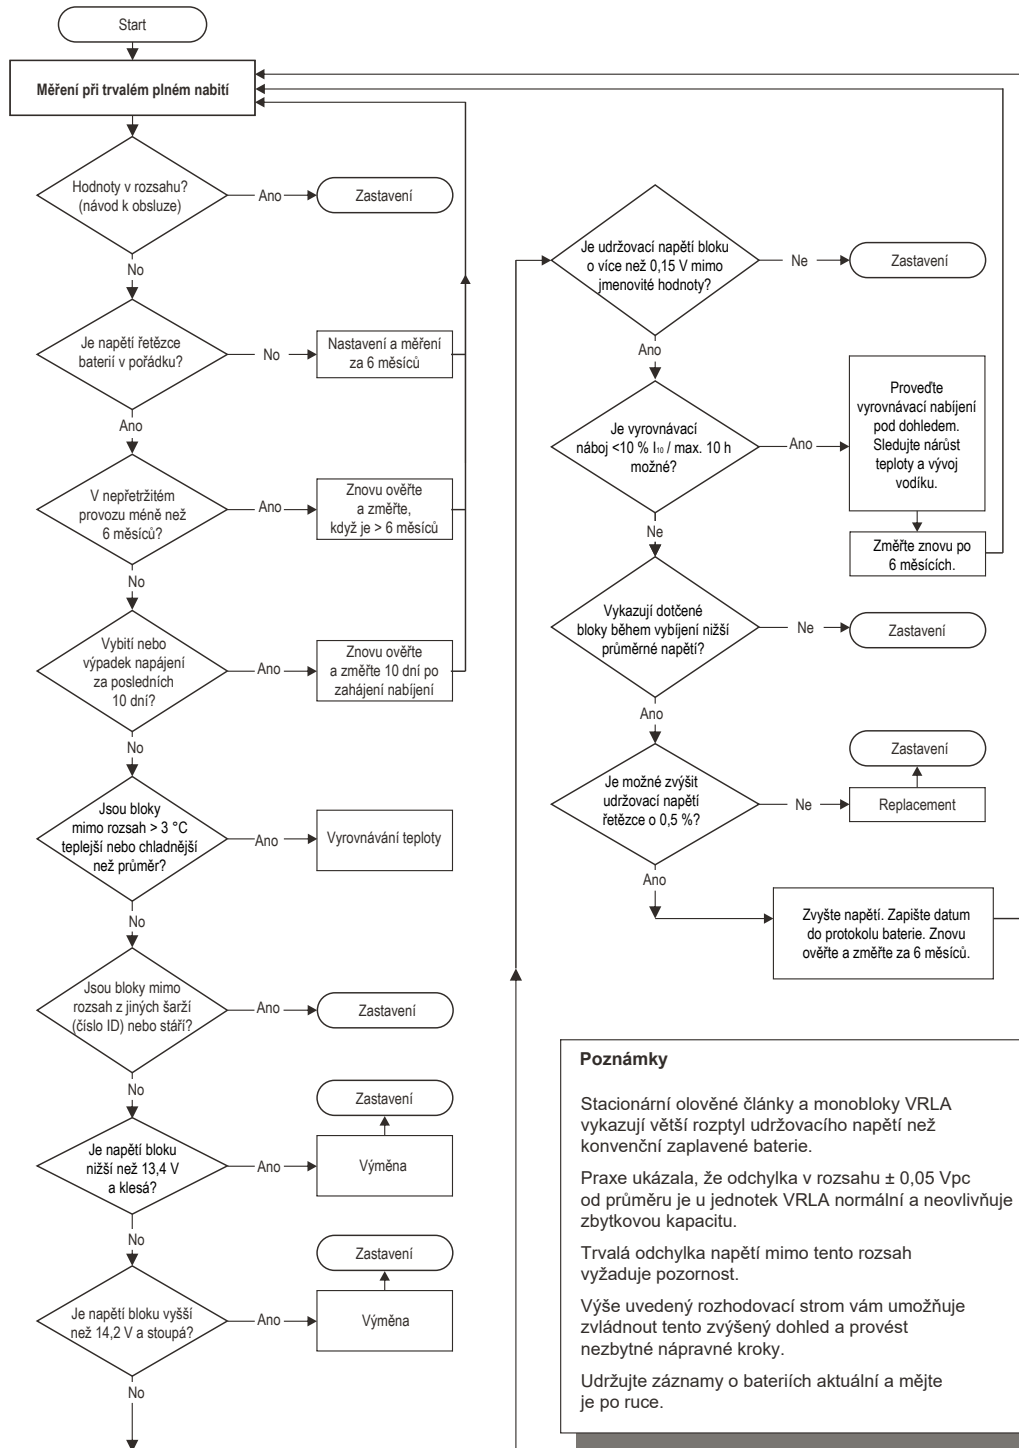 Start
Měření při trvalém plném nabití
Hodnoty v rozsahu?
(návod k obsluze)
Ano
Zastavení
No
Je napětí řetězce
baterií v pořádku?
No
Nastavení a měření
za 6 měsíců
Ano
V nepřetržitém
provozu méně než
6 měsíců?
Ano
Znovu ověřte
a změřte,
když je > 6 měsíců
No
Vybití nebo
výpadek napájení
za posledních
10 dní?
Ano
Znovu ověřte
a změřte 10 dní po
zahájení nabíjení
No
Jsou bloky
mimo rozsah > 3 °C
teplejší nebo chladnější
než průměr?
Ano
Vyrovnávání teploty
No
Jsou bloky mimo
rozsah z jiných šarží
(číslo ID) nebo stáří?
Ano
Zastavení
No
Je napětí bloku
nižší než 13,4 V
a klesá?
Ano
Výměna
Zastavení
No
Je napětí bloku vyšší
než 14,2 V a stoupá?
Ano
Výměna
Zastavení
No
Je udržovací napětí bloku
o více než 0,15 V mimo
jmenovité hodnoty?
Ne
Zastavení
Ano
Je vyrovnávací
náboj <10 % I₁₀ / max. 10 h
možné?
Ano
Proveďte
vyrovnávací nabíjení
pod dohledem.
Sledujte nárůst
teploty a vývoj
vodíku.
Změřte znovu po
6 měsících.
Ne
Vykazují dotčené
bloky během vybíjení nižší
průměrné napětí?
Ne
Zastavení
Ano
Je možné zvýšit
udržovací napětí
řetězce o 0,5 %?
Ne
Replacement
Zastavení
Ano
Zvyšte napětí. Zapište datum
do protokolu baterie. Znovu
ověřte a změřte za 6 měsíců.
Poznámky
Stacionární olověné články a monobloky VRLA
vykazují větší rozptyl udržovacího napětí než
konvenční zaplavené baterie.
Praxe ukázala, že odchylka v rozsahu ± 0,05 Vpc
od průměru je u jednotek VRLA normální a neovlivňuje
zbytkovou kapacitu.
Trvalá odchylka napětí mimo tento rozsah
vyžaduje pozornost.
Výše uvedený rozhodovací strom vám umožňuje
zvládnout tento zvýšený dohled a provést
nezbytné nápravné kroky.
Udržujte záznamy o bateriích aktuální a mějte
je po ruce.